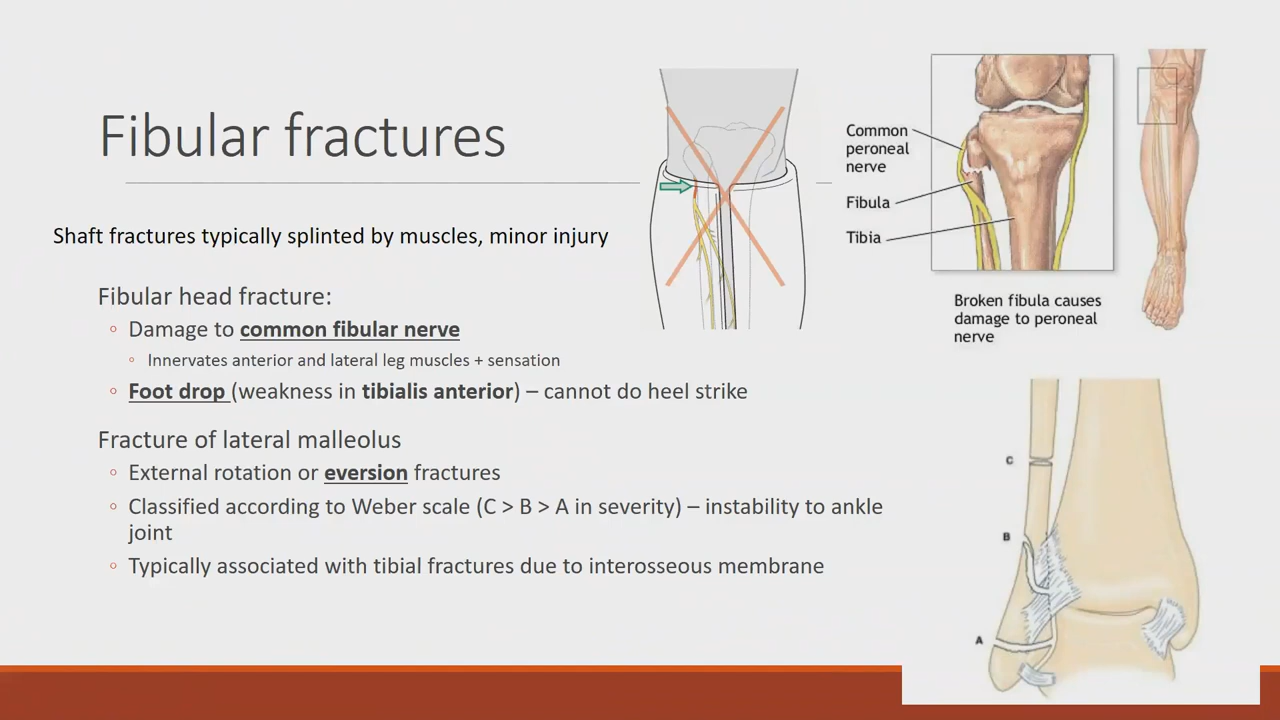 Fibular fractures
Shaft fractures typically splinted by muscles, minor injury
Fibular head fracture:
◦ Damage to common fibular nerve
◦ Innervates anterior and lateral leg muscles + sensation
◦ Foot drop (weakness in tibialis anterior) – cannot do heel strike
Fracture of lateral malleolus
◦ External rotation or eversion fractures
◦ Classified according to Weber scale (C > B > A in severity) – instability to ankle
joint
◦ Typically associated with tibial fractures due to interosseous membrane
Common
peroneal
nerve
Fibula
Tibia
Broken fibula causes
damage to peroneal
nerve
C
B
A